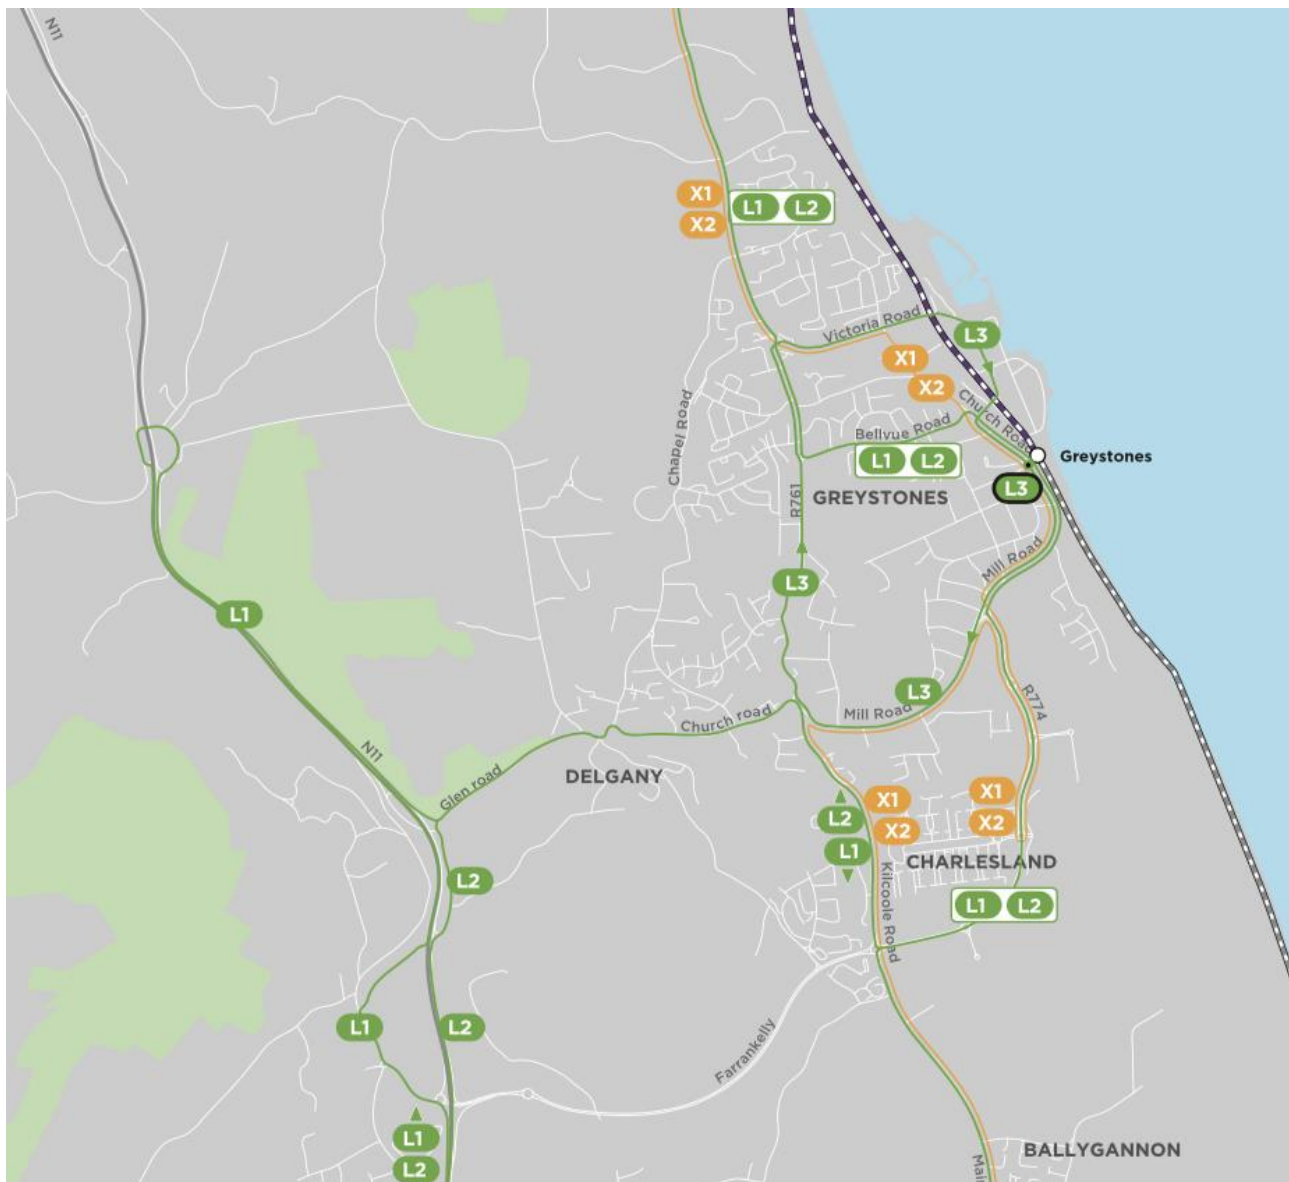 N11
X1
X2
L1 L2
Victoria Road
L3
X1
X2
Church Road
Bellvue Road
L1 L2
Greystones
Chapel Road
L3
GREYSTONES
R761
Mill Road
L3
L1
L3
R774
Mill Road
Church road
N11
DELGANY
Glen road
X1
X1
L2
X2
X2
L1
CHARLESLAND
L2
Kilcoole Road
L1 L2
L1
L2
Farrankelly
L1
L2
BALLYGANNON
Main